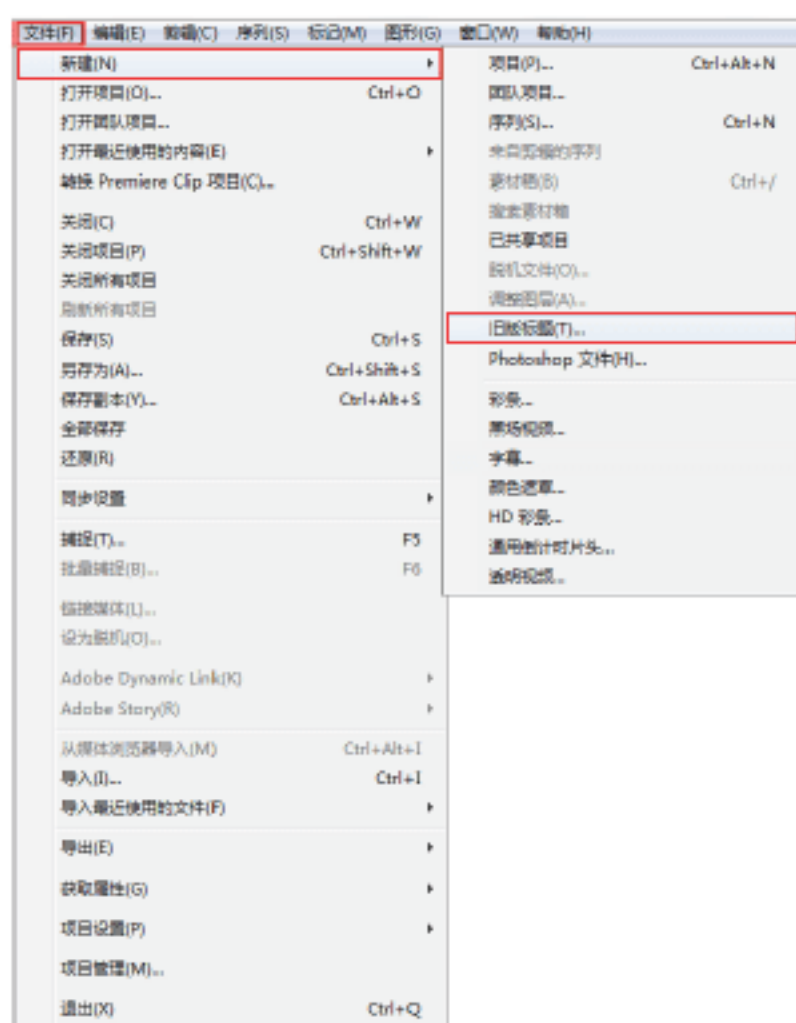 文件(F) 编辑(E) 剪辑(C) 序列(S) 标记(M) 图形(G) 窗口(W) 帮助(H)
新建(N)
打开项目(O)... Ctrl+O
打开团队项目...
打开最近使用的内容(E)
转换 Premiere Clip 项目(C)...
关闭(C) Ctrl+W
关闭项目(P) Ctrl+Shift+W
关闭所有项目
刷新所有项目
保存(S) Ctrl+S
另存为(A)... Ctrl+Shift+S
保存副本(Y)... Ctrl+Alt+S
全部保存
还原(R)
同步设置
捕捉(T)... F5
批量捕捉(B)... F6
链接媒体(L)...
设为脱机(O)...
Adobe Dynamic Link(K)
Adobe Story(R)
从媒体浏览器导入(M) Ctrl+Alt+I
导入(I)... Ctrl+I
导入最近使用的文件(F)
导出(E)
获取属性(G)
项目设置(P)
项目管理(M)...
退出(X) Ctrl+Q
项目(P)... Ctrl+Alt+N
团队项目...
序列(S)... Ctrl+N
来自剪辑的序列
素材箱(B) Ctrl+/
搜索素材箱
已共享项目
脱机文件(O)...
调整图层(A)...
旧版标题(T)...
Photoshop 文件(H)...
彩条...
黑场视频...
字幕...
颜色遮罩...
HD 彩条...
通用倒计时片头...
透明视频...